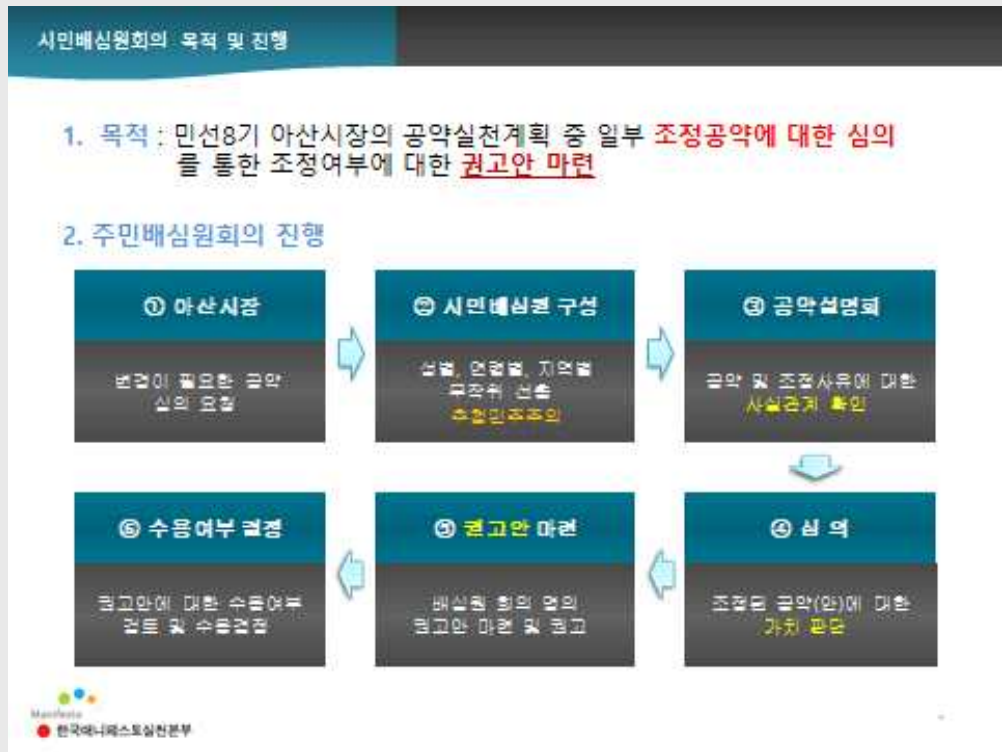 시민배심원회의 목적 및 진행
1. 목적 : 민선8기 아산시장의 공약실천계획 중 일부 조정공약에 대한 심의
를 통한 조정여부에 대한 권고안 마련
2. 주민배심원회의 진행
① 아산시장
변경이 필요한 공약
심의 요청
② 시민배심원 구성
성별, 연령별, 지역별
무작위 선출
추첨민주주의
③ 공약설명회
공약 및 조정사유에 대한
사실관계 확인
④ 심 의
조정된 공약(안)에 대한
가치 판단
⑤ 권고안 마련
배심원 회의 명의
권고안 마련 및 권고
⑥ 수용여부 결정
권고안에 대한 수용여부
검토 및 수용결정
Manifesto
한국매니페스토실천본부